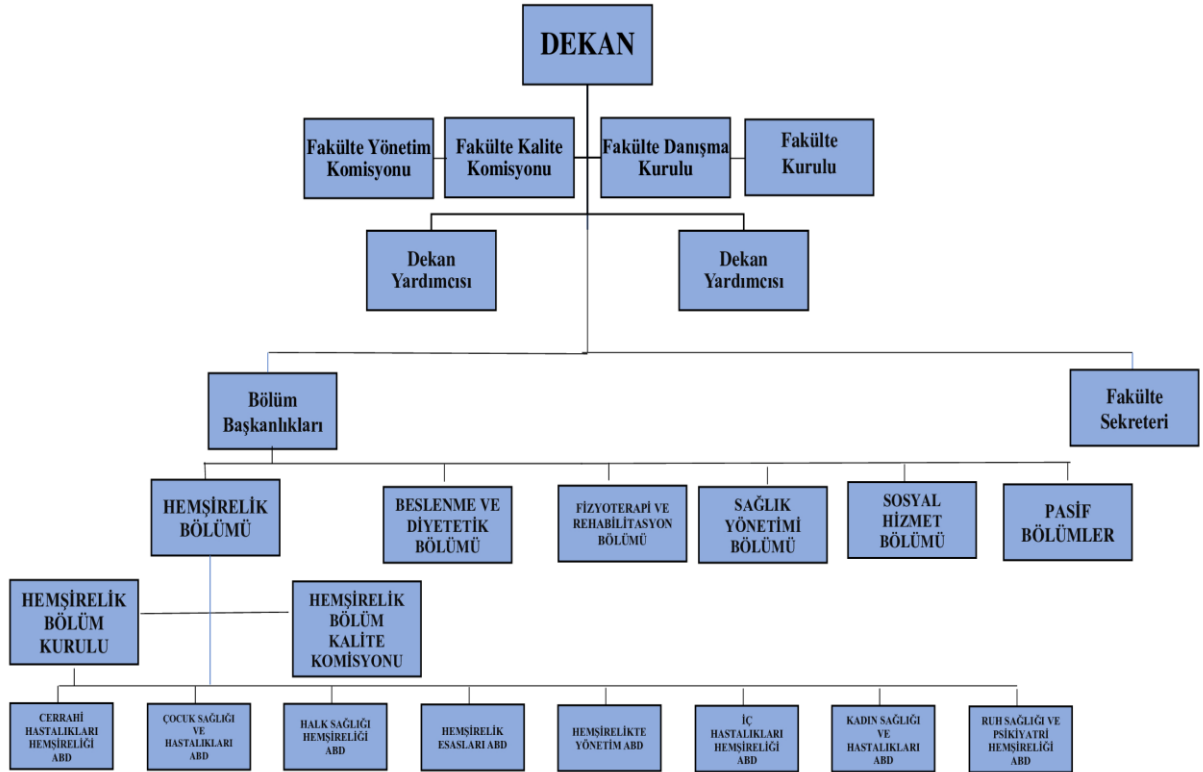 DEKAN
Fakülte Yönetim
Komisyonu
Fakülte Kalite
Komisyonu
Fakülte Danışma
Kurulu
Fakülte
Kurulu
Dekan
Yardımcısı
Dekan
Yardımcısı
Bölüm
Başkanlıkları
Fakülte
Sekreteri
HEMŞİRELİK
BÖLÜMÜ
BESLENME VE
DİYETETİK
BÖLÜMÜ
FİZYOTERAPİ VE
REHABİLİTASYON
BÖLÜMÜ
SAĞLIK
YÖNETİMİ
BÖLÜMÜ
SOSYAL
HİZMET
BÖLÜMÜ
PASİF
BÖLÜMLER
HEMŞİRELİK
BÖLÜM
KURULU
HEMŞİRELİK
BÖLÜM
KALİTE
KOMİSYONU
CERRAHİ
HASTALIKLARI
HEMŞİRELİĞİ
ABD
ÇOCUK SAĞLIĞI
VE
HASTALIKLARI
ABD
HALK SAĞLIĞI
HEMŞİRELİĞİ
ABD
HEMŞİRELİK
ESASLARI ABD
HEMŞİRELİKTE
YÖNETİM ABD
İÇ
HASTALIKLARI
HEMŞİRELİĞİ
ABD
KADIN SAĞLIĞI
VE
HASTALIKLARI
ABD
RUH SAĞLIĞI VE
PSİKİYATRİ
HEMŞİRELİĞİ
ABD